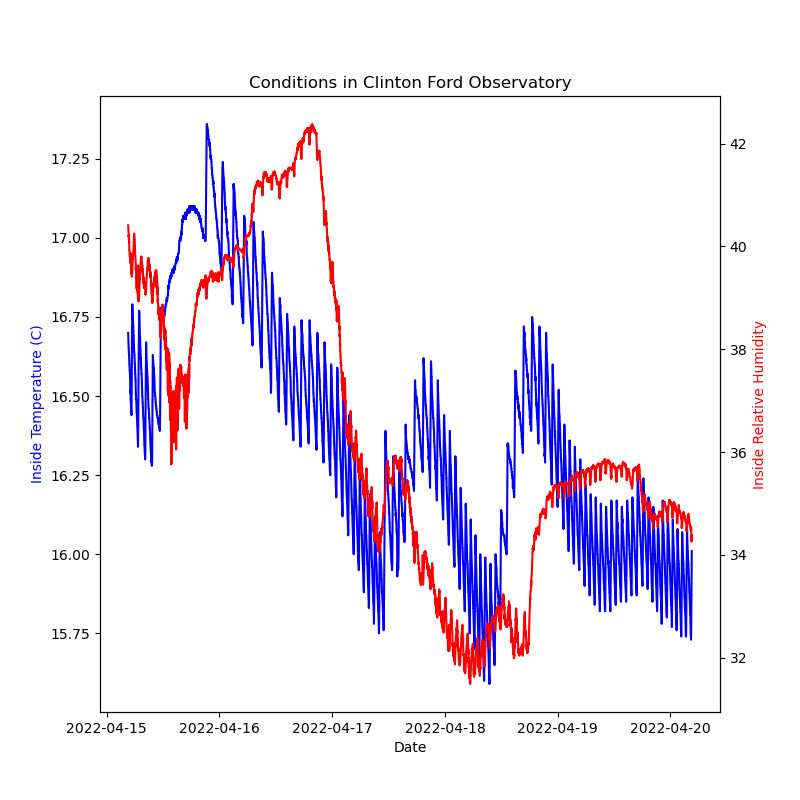 Conditions in Clinton Ford Observatory
17.25
17.00
16.75
16.50
16.25
16.00
15.75
Inside Temperature (C)
42
40
38
36
34
32
Inside Relative Humidity
2022-04-15 2022-04-16 2022-04-17 2022-04-18 2022-04-19 2022-04-20
Date